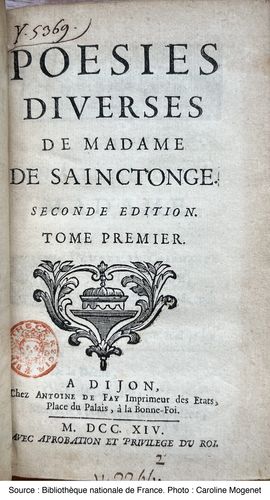 Y. 5369.
POESIES
DIVERSES
DE MADAME
DE SAINCTONGE.
SECONDE EDITION.
TOME PREMIER.
A DIJON,
Chez ANTOINE DE FAY Imprimeur des Etats,
Place du Palais, à la Bonne-Foi.
M. DCC. XIV.
AVEC APROBATION ET PRIVILEGE DU ROI.
2
Source : Bibliothèque nationale de France. Photo : Caroline Mogenet